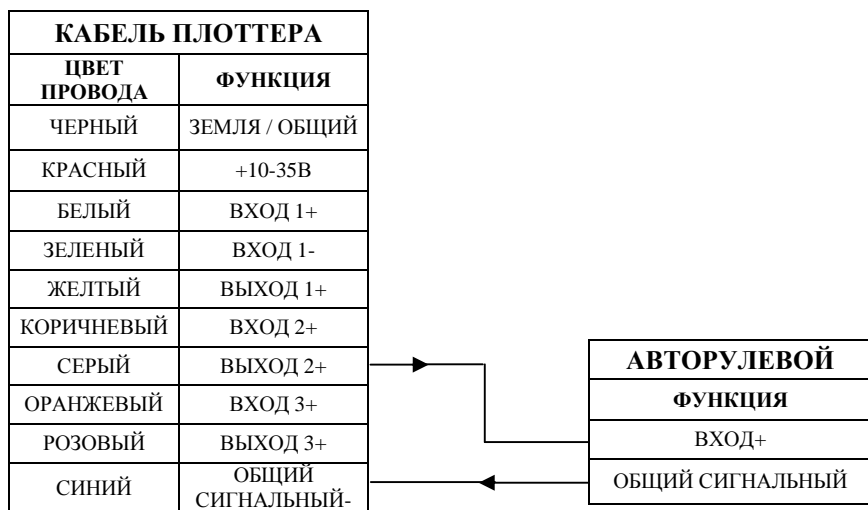 КАБЕЛЬ ПЛОТТЕРА
ЦВЕТ ПРОВОДА ФУНКЦИЯ
ЧЕРНЫЙ ЗЕМЛЯ / ОБЩИЙ
КРАСНЫЙ +10-35В
БЕЛЫЙ ВХОД 1+
ЗЕЛЕНЫЙ ВХОД 1-
ЖЕЛТЫЙ ВЫХОД 1+
КОРИЧНЕВЫЙ ВХОД 2+
СЕРЫЙ ВЫХОД 2+
ОРАНЖЕВЫЙ ВХОД 3+
РОЗОВЫЙ ВЫХОД 3+
СИНИЙ ОБЩИЙ СИГНАЛЬНЫЙ-
АВТОРУЛЕВОЙ
ФУНКЦИЯ
ВХОД+
ОБЩИЙ СИГНАЛЬНЫЙ